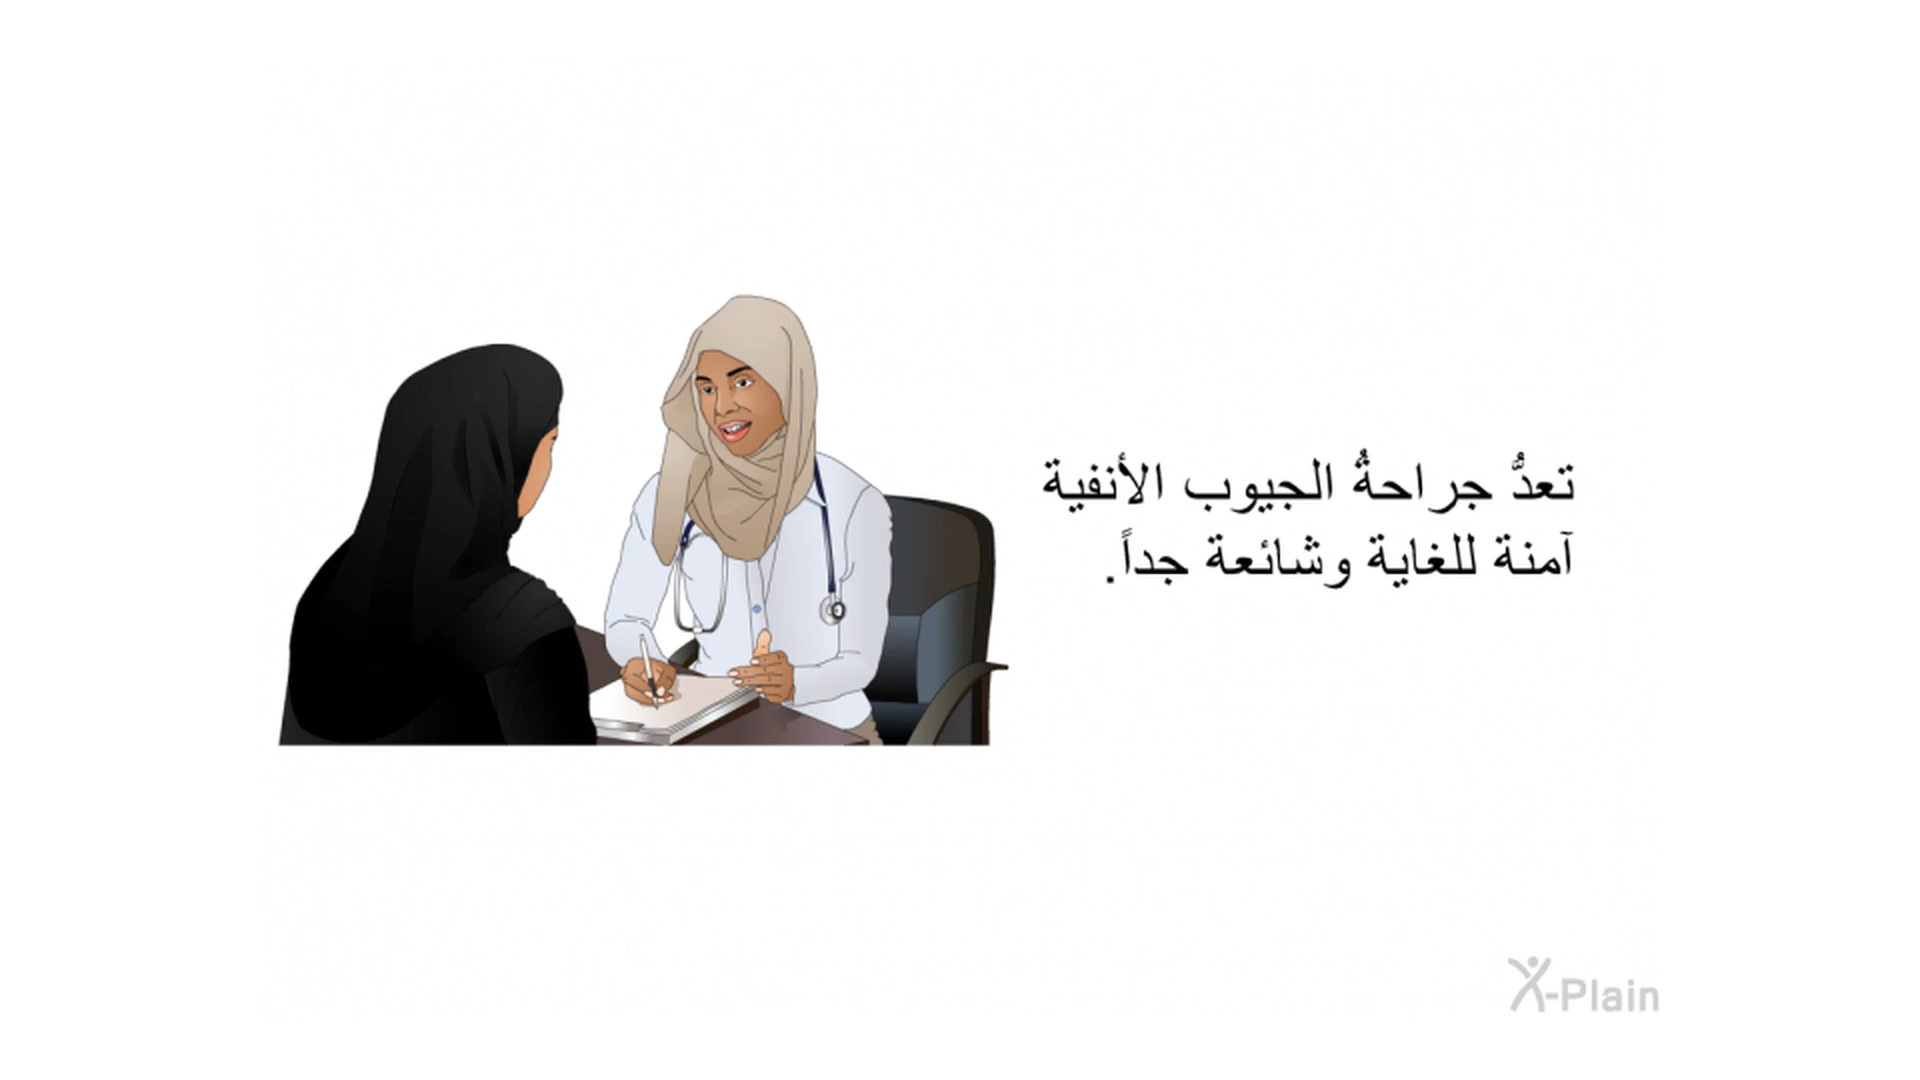 تعدُّ جراحةُ الجيوب الأنفية
آمنة للغاية وشائعة جداً.
X-Plain